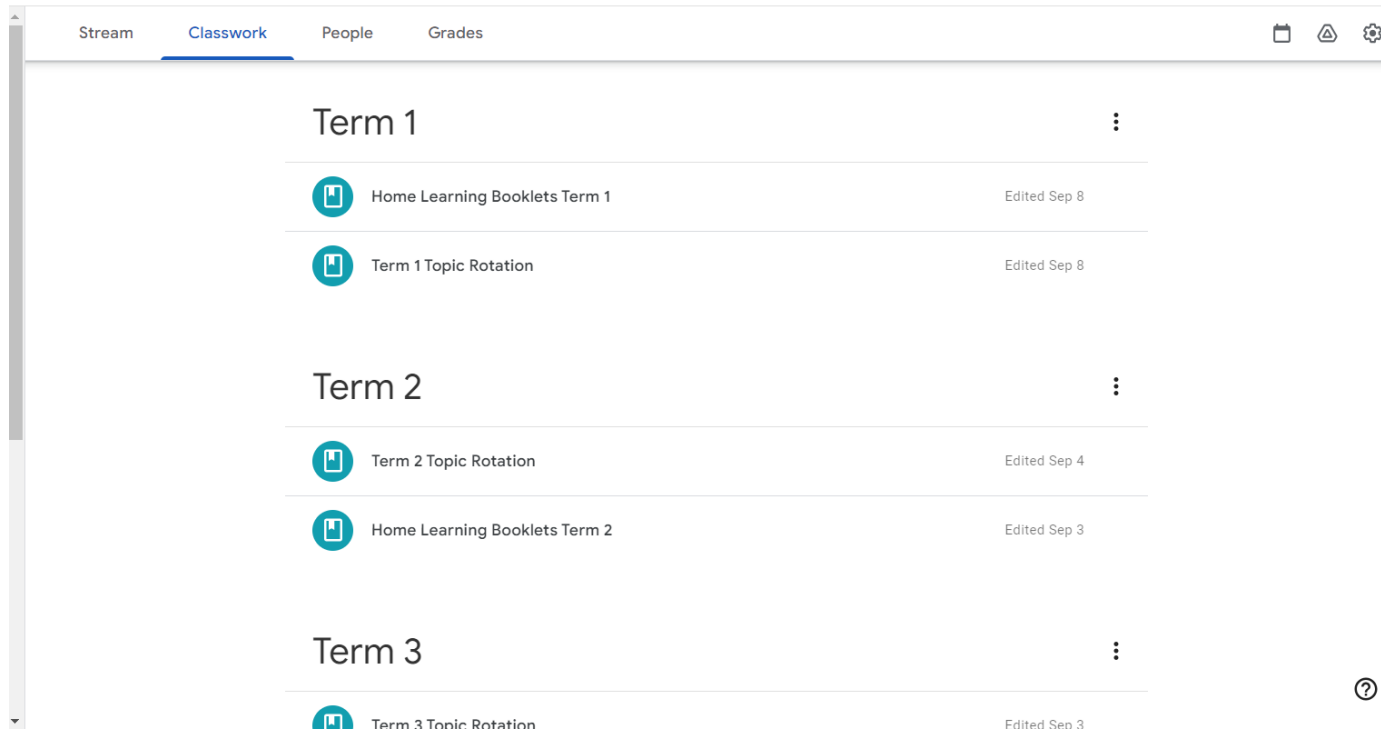 Stream Classwork People Grades
Term 1
Home Learning Booklets Term 1 Edited Sep 8
Term 1 Topic Rotation Edited Sep 8
Term 2
Term 2 Topic Rotation Edited Sep 4
Home Learning Booklets Term 2 Edited Sep 3
Term 3
Term 3 Topic Rotation Edited Sep 3